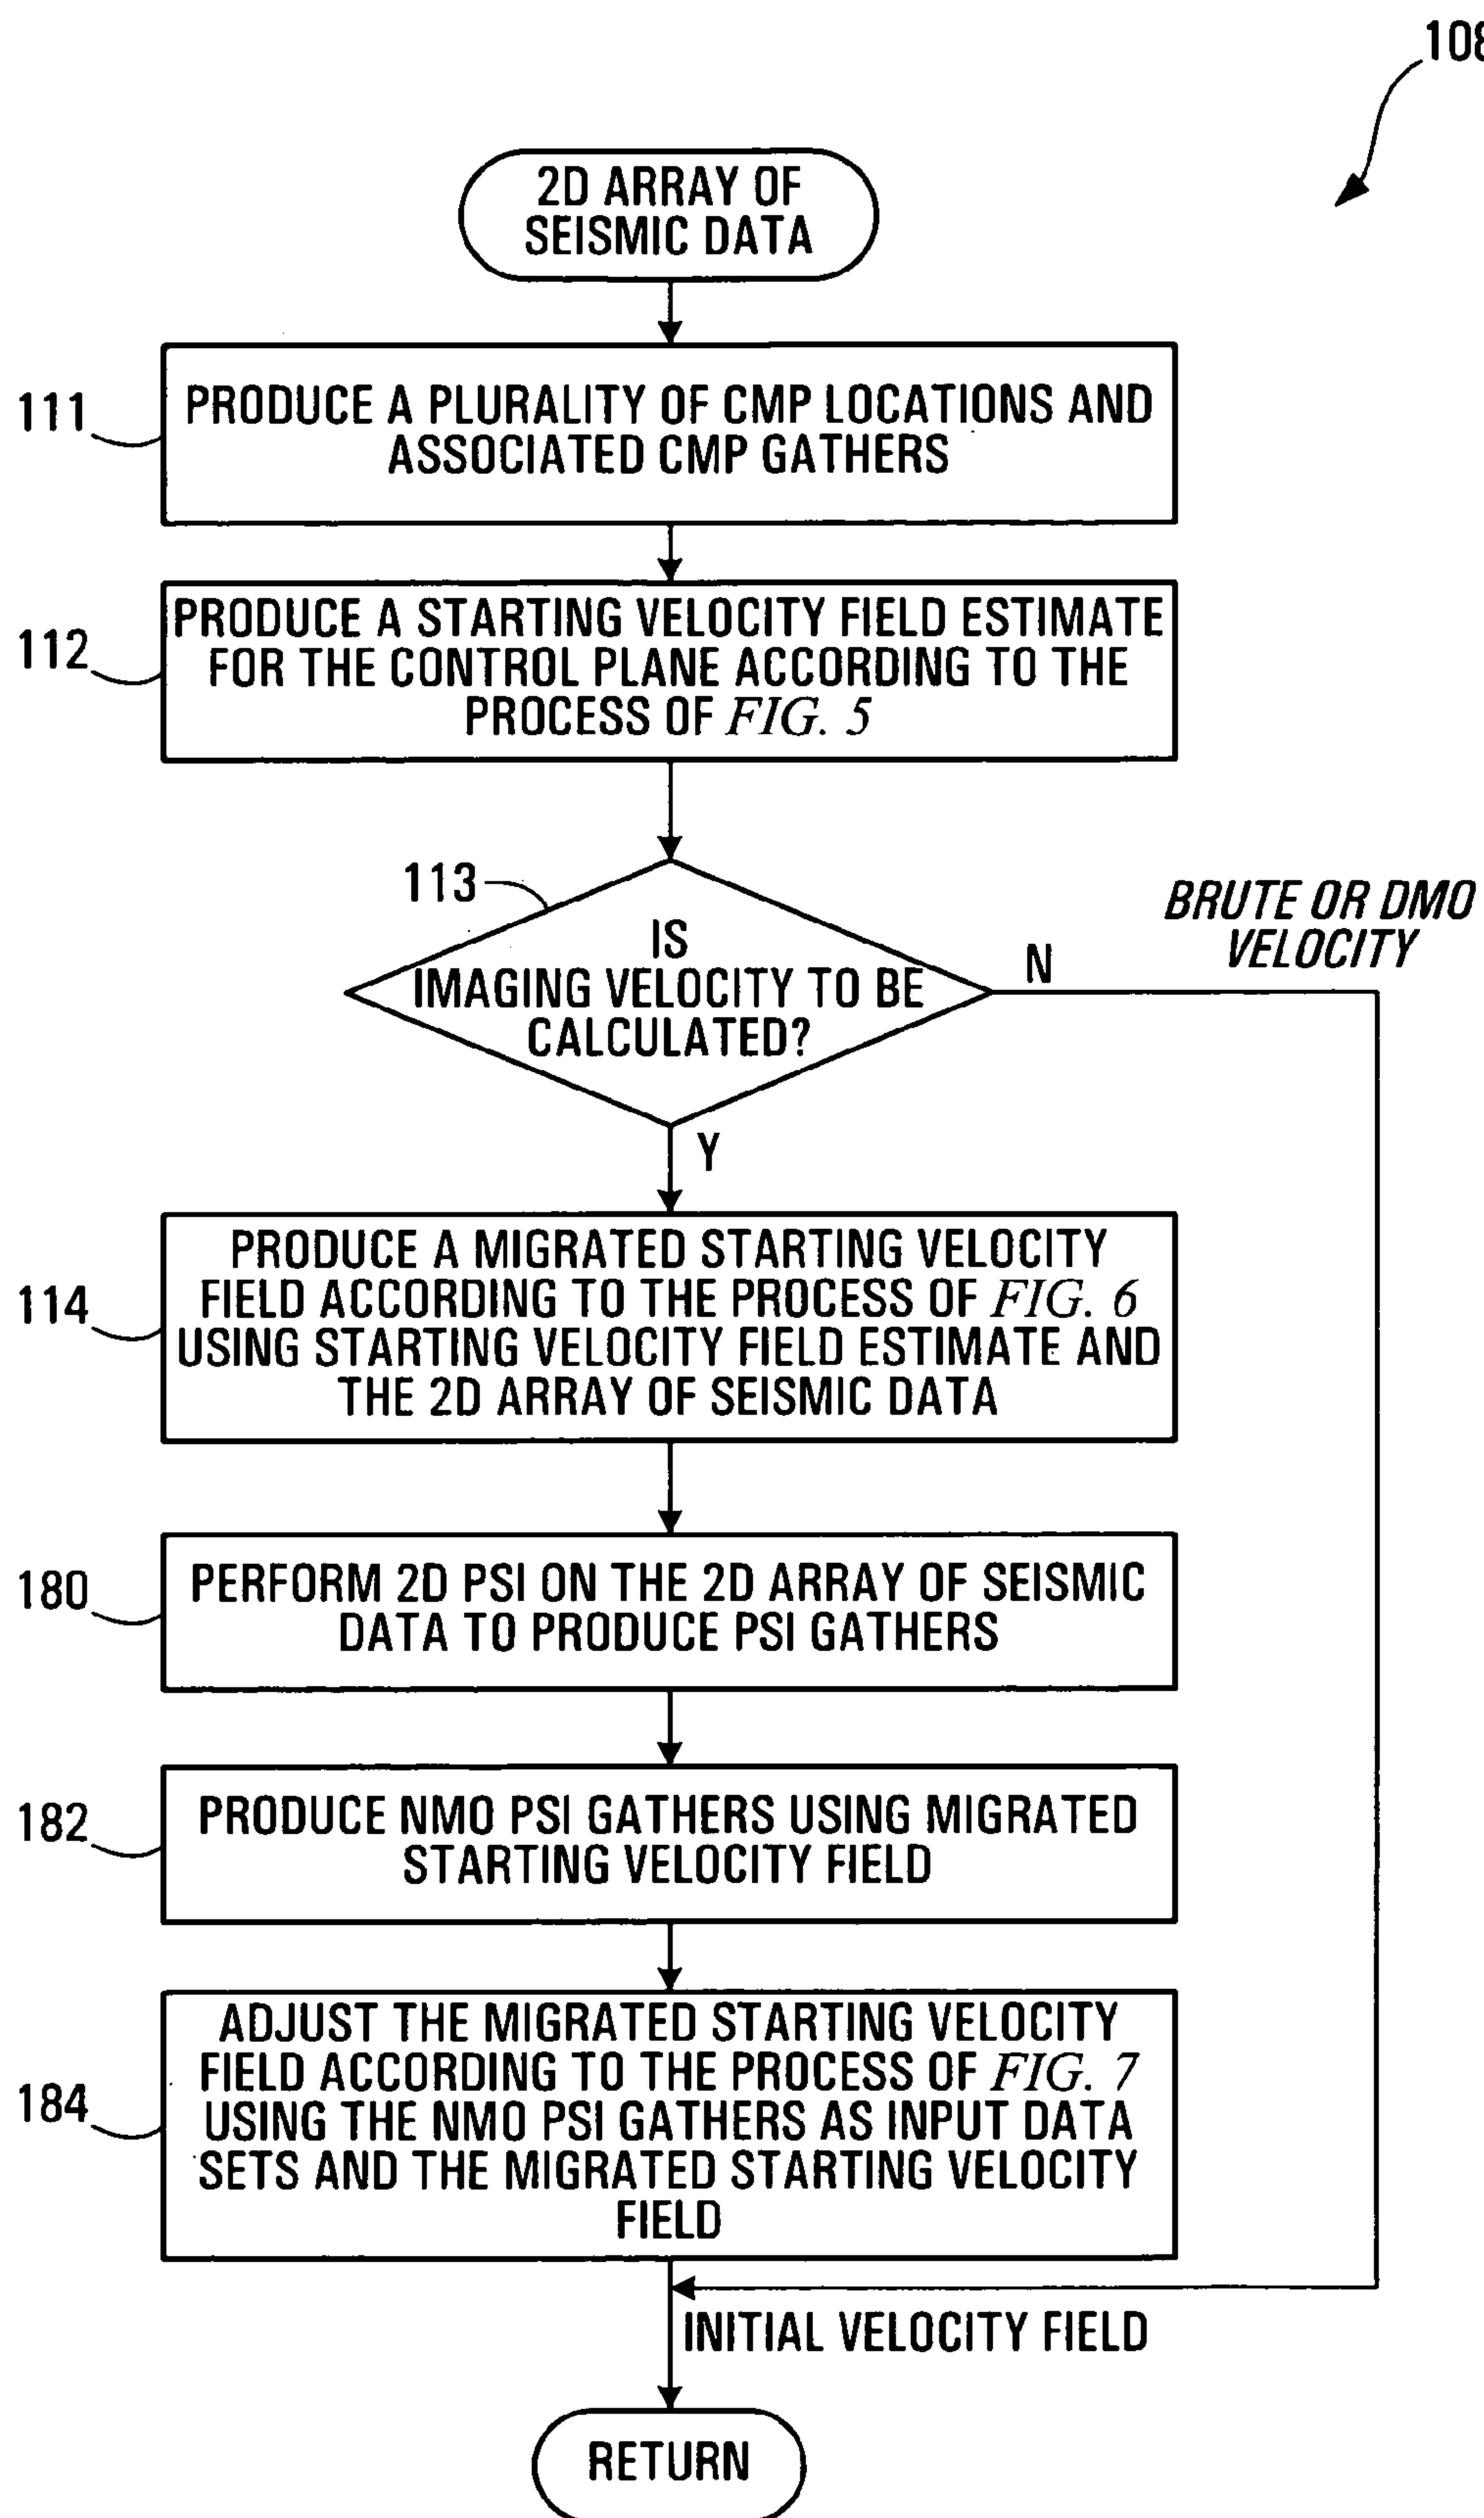 108
2D ARRAY OF
SEISMIC DATA
111
PRODUCE A PLURALITY OF CMP LOCATIONS AND
ASSOCIATED CMP GATHERS
112
PRODUCE A STARTING VELOCITY FIELD ESTIMATE
FOR THE CONTROL PLANE ACCORDING TO THE
PROCESS OF FIG. 5
113
IS
IMAGING VELOCITY TO BE
CALCULATED?
N
BRUTE OR DMO
VELOCITY
Y
114
PRODUCE A MIGRATED STARTING VELOCITY
FIELD ACCORDING TO THE PROCESS OF FIG. 6
USING STARTING VELOCITY FIELD ESTIMATE AND
THE 2D ARRAY OF SEISMIC DATA
180
PERFORM 2D PSI ON THE 2D ARRAY OF SEISMIC
DATA TO PRODUCE PSI GATHERS
182
PRODUCE NMO PSI GATHERS USING MIGRATED
STARTING VELOCITY FIELD
184
ADJUST THE MIGRATED STARTING VELOCITY
FIELD ACCORDING TO THE PROCESS OF FIG. 7
USING THE NMO PSI GATHERS AS INPUT DATA
SETS AND THE MIGRATED STARTING VELOCITY
FIELD
INITIAL VELOCITY FIELD
RETURN